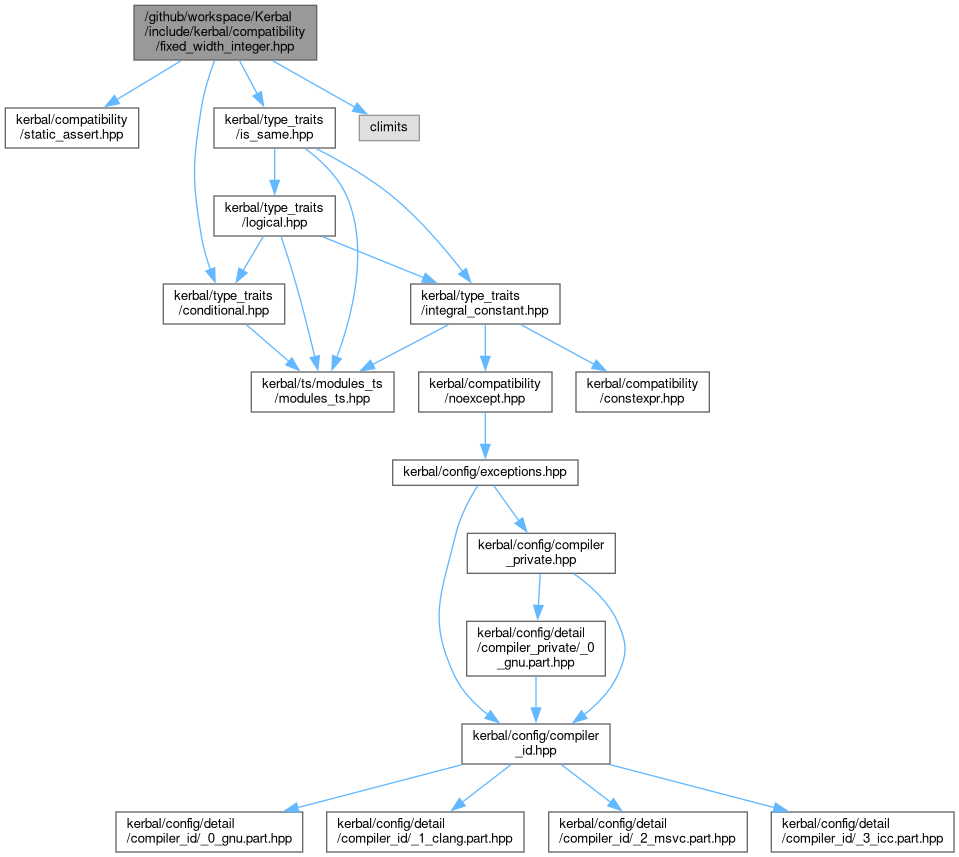 /github/workspace/Kerbal
/include/kerbal/compatibility
/fixed_width_integer.hpp
kerbal/compatibility
/static_assert.hpp
kerbal/type_traits
/is_same.hpp
climits
kerbal/type_traits
/logical.hpp
kerbal/type_traits
/conditional.hpp
kerbal/type_traits
/integral_constant.hpp
kerbal/ts/modules_ts
/modules_ts.hpp
kerbal/compatibility
/noexcept.hpp
kerbal/compatibility
/constexpr.hpp
kerbal/config/exceptions.hpp
kerbal/config/compiler
_private.hpp
kerbal/config/detail
/compiler_private/_0
_gnu.part.hpp
kerbal/config/compiler
_id.hpp
kerbal/config/detail
/compiler_id/_0_gnu.part.hpp
kerbal/config/detail
/compiler_id/_1_clang.part.hpp
kerbal/config/detail
/compiler_id/_2_msvc.part.hpp
kerbal/config/detail
/compiler_id/_3_icc.part.hpp